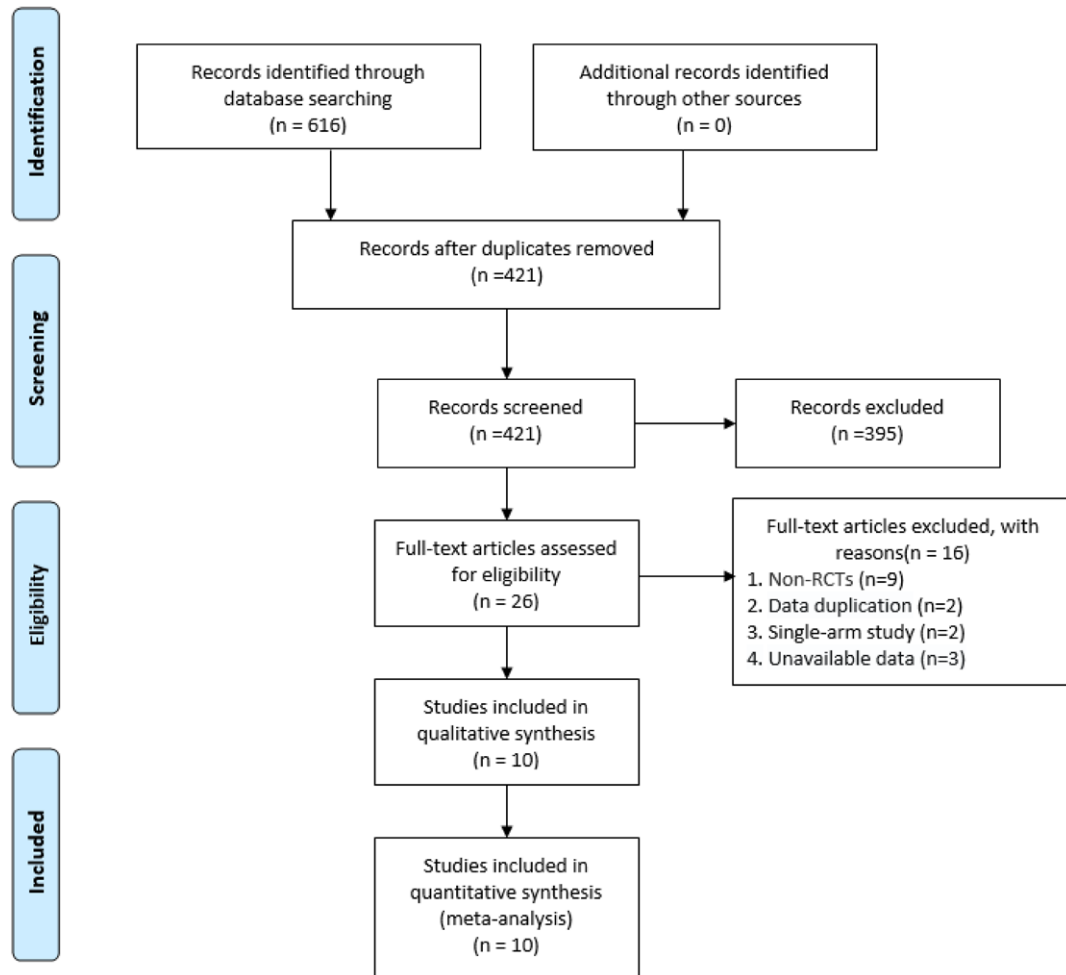 Identification
Records identified through
database searching
(n = 616)
Additional records identified
through other sources
(n = 0)
Screening
Records after duplicates removed
(n =421)
Records screened
(n =421)
Records excluded
(n =395)
Eligibility
Full-text articles assessed
for eligibility
(n = 26)
Full-text articles excluded, with
reasons(n = 16)
1. Non-RCTs (n=9)
2. Data duplication (n=2)
3. Single-arm study (n=2)
4. Unavailable data (n=3)
Studies included in
qualitative synthesis
(n = 10)
Included
Studies included in
quantitative synthesis
(meta-analysis)
(n = 10)